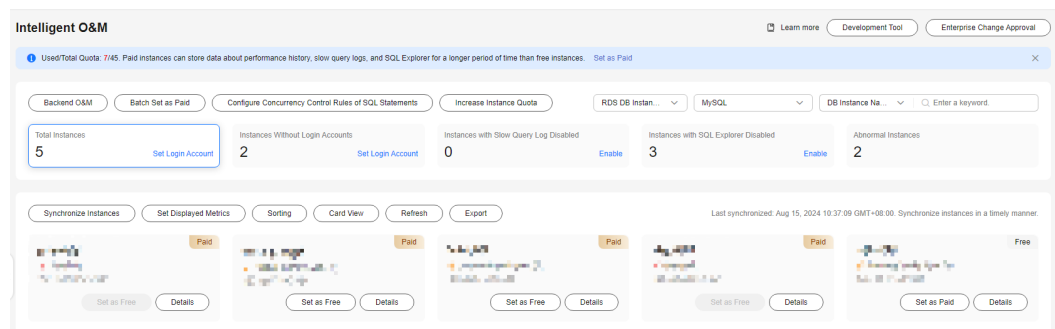 Intelligent O&M
Learn more
Development Tool
Enterprise Change Approval
Used/Total Quota: 7/45. Paid instances can store data about performance history, slow query logs, and SQL Explorer for a longer period of time than free instances. Set as Paid
Backend O&M
Batch Set as Paid
Configure Concurrency Control Rules of SQL Statements
Increase Instance Quota
RDS DB Instan...
MySQL
DB Instance Na...
Enter a keyword.
Total Instances
5
Set Login Account
Instances Without Login Accounts
2
Set Login Account
Instances with Slow Query Log Disabled
0
Enable
Instances with SQL Explorer Disabled
3
Enable
Abnormal Instances
2
Synchronize Instances
Set Displayed Metrics
Sorting
Card View
Refresh
Export
Last synchronized: Aug 15, 2024 10:37:09 GMT+08:00. Synchronize instances in a timely manner.
Paid
Set as Free
Details
Paid
Set as Free
Details
Paid
Set as Free
Details
Paid
Set as Free
Details
Free
Set as Paid
Details